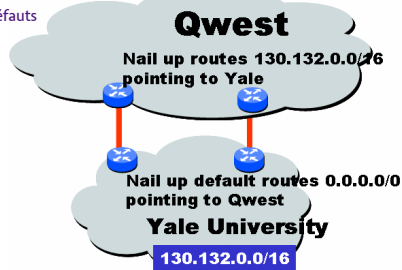 éfauts
Qwest
Nail up routes 130.132.0.0/16
pointing to Yale
Nail up default routes 0.0.0.0/0
pointing to Qwest
Yale University
130.132.0.0/16